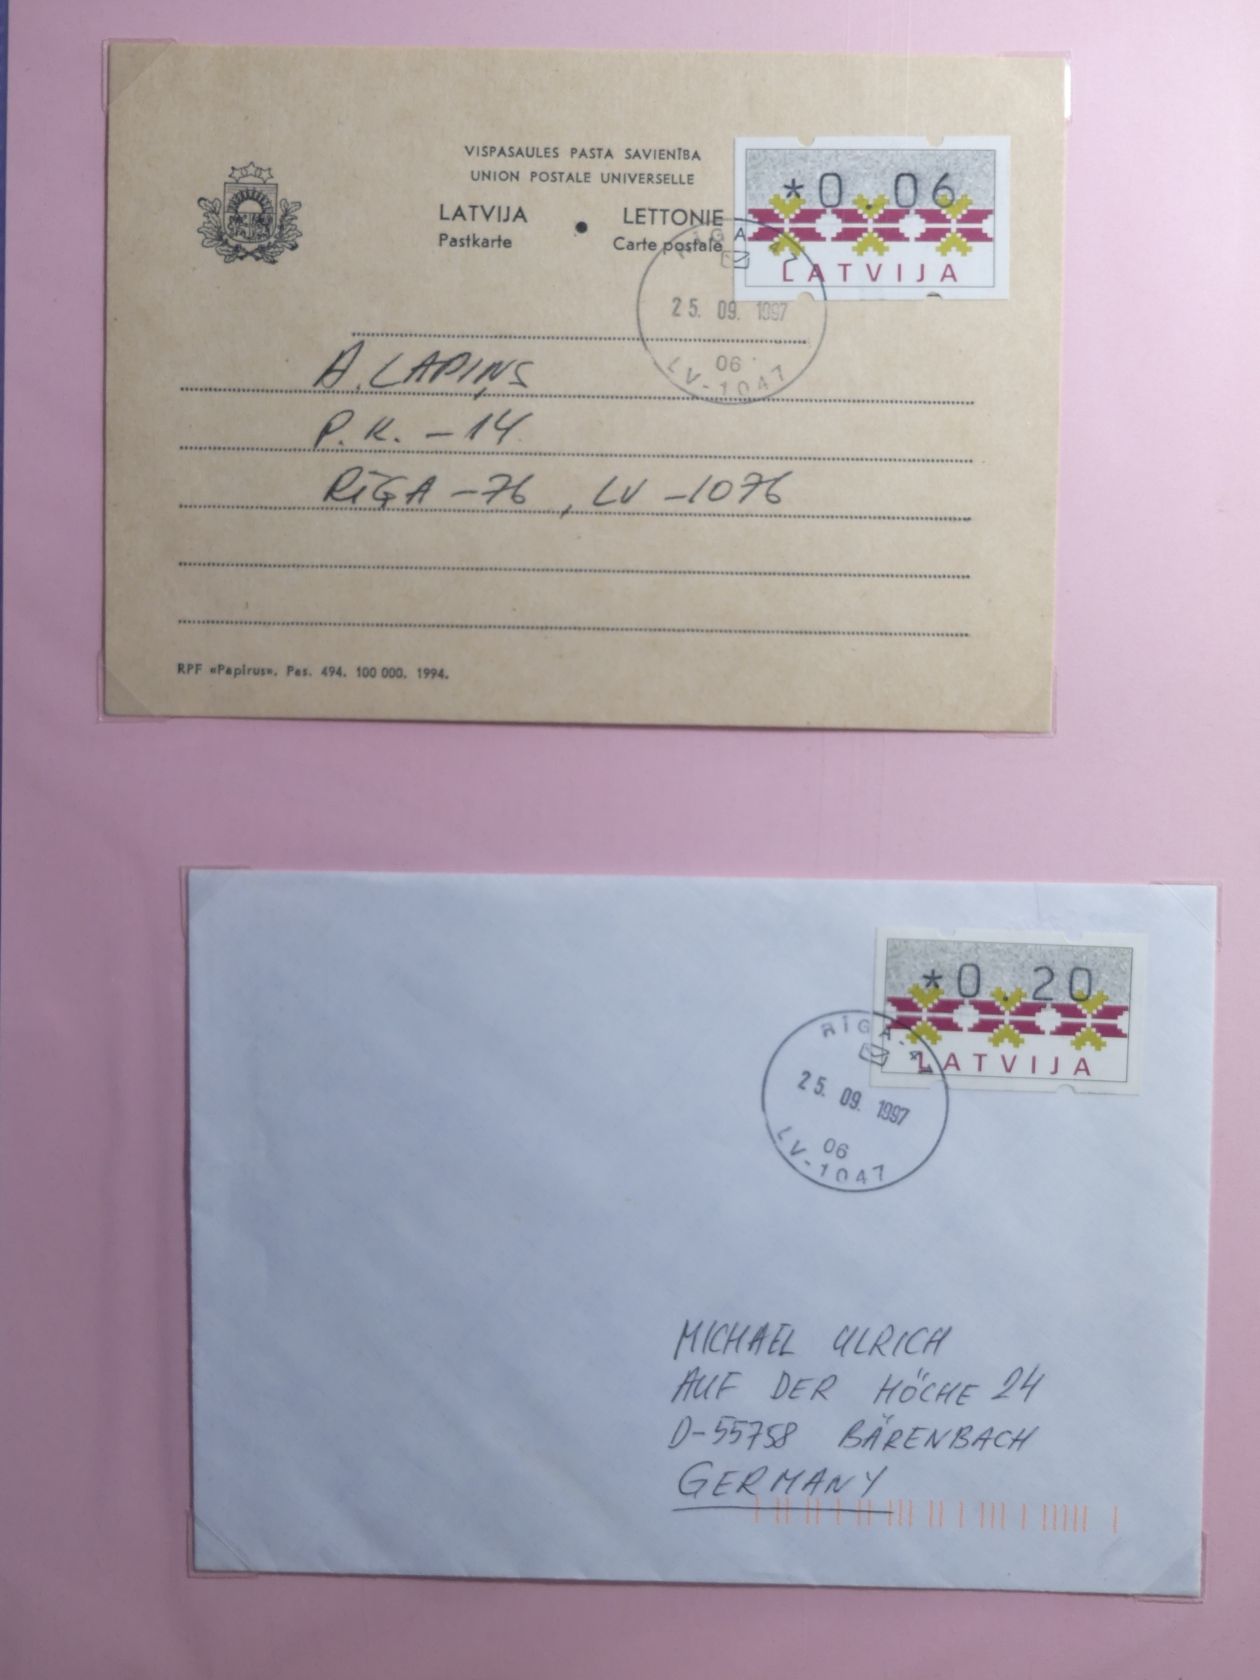 VISPASAULES PASTA SAVIENĪBA
UNION POSTALE UNIVERSELLE
LATVIJA • LETTONIE
Pastkarte Carte postale
*0.06
LATVIJA
RĪGA
25. 09. 1997
06
LV-1047
A. LAPIŅS
P.K. - 14
RĪGA - 76, LV - 1076
RPF «Papirus». Pas. 494. 100 000. 1994.
*0.20
LATVIJA
RĪGA
25. 09. 1997
06
LV-1047
MICHAEL ULRICH
AUF DER HÖCHE 24
D-55758 BÄRENBACH
GERMANY